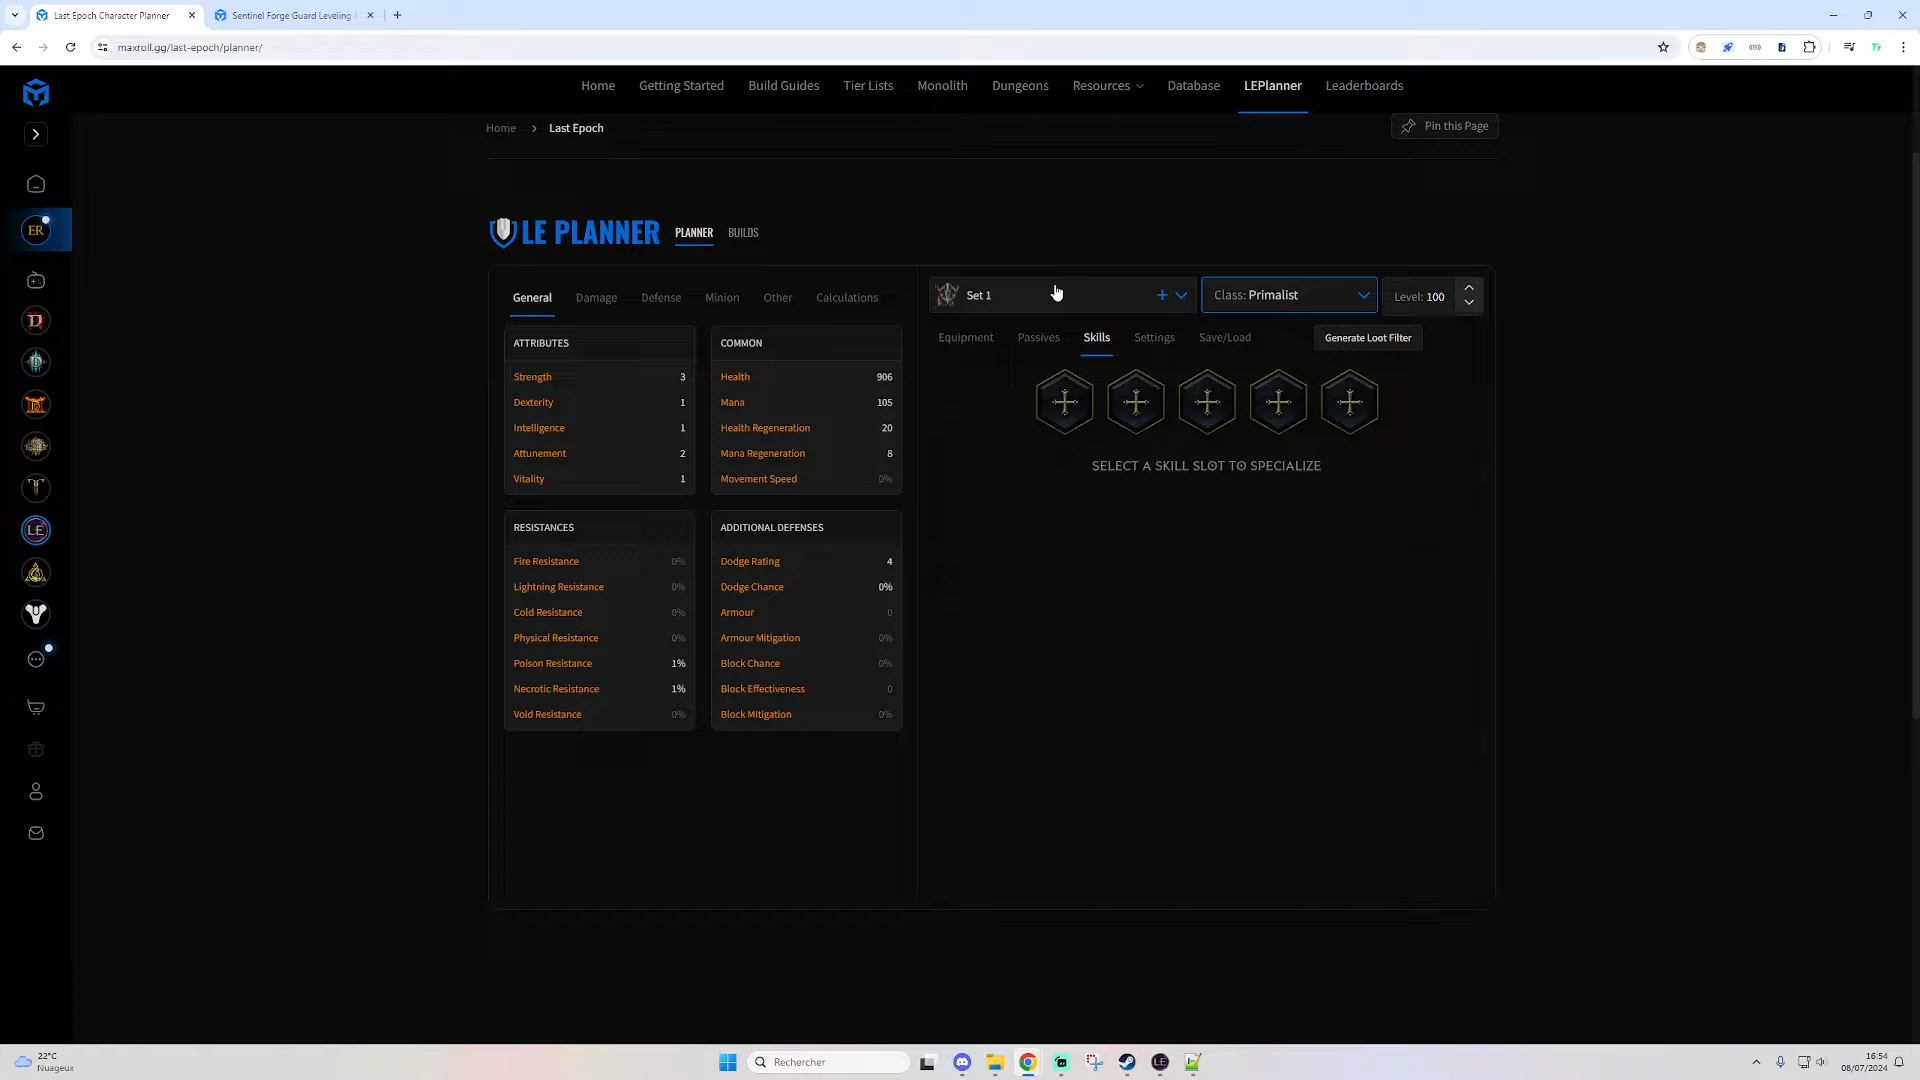 Last Epoch Character Planner
Sentinel Forge Guard Leveling
maxroll.gg/last-epoch/planner/
Home
Getting Started
Build Guides
Tier Lists
Monolith
Dungeons
Resources
Database
LEPlanner
Leaderboards
Home > Last Epoch
Pin this Page
ER
LE PLANNER
PLANNER
BUILDS
General
Damage
Defense
Minion
Other
Calculations
Set 1
Class: Primalist
Level: 100
Equipment
Passives
Skills
Settings
Save/Load
Generate Loot Filter
ATTRIBUTES
Strength 3
Dexterity 1
Intelligence 1
Attunement 2
Vitality 1
COMMON
Health 906
Mana 105
Health Regeneration 20
Mana Regeneration 8
Movement Speed 0%
SELECT A SKILL SLOT TO SPECIALIZE
RESISTANCES
Fire Resistance 0%
Lightning Resistance 0%
Cold Resistance 0%
Physical Resistance 0%
Poison Resistance 1%
Necrotic Resistance 1%
Void Resistance 0%
ADDITIONAL DEFENSES
Dodge Rating 4
Dodge Chance 0%
Armour 0
Armour Mitigation 0%
Block Chance 0%
Block Effectiveness 0
Block Mitigation 0%
LE
22°C
Nuageux
Rechercher
16:54
08/07/2024